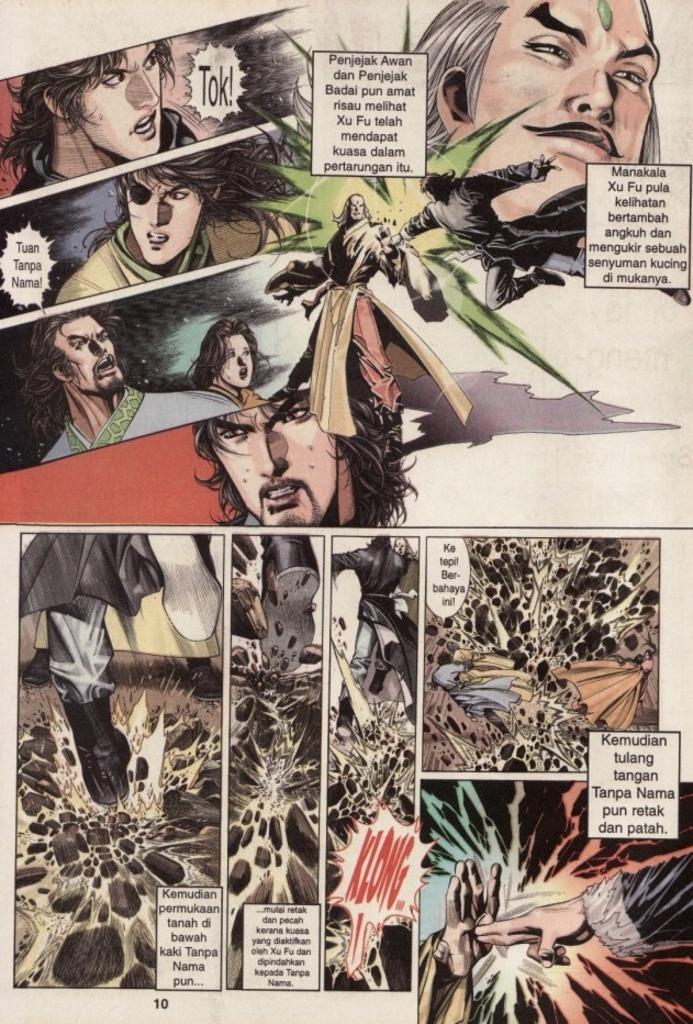 Tok!
Penjejak Awan
dan Penjejak
Badai pun amat
risau melihat
Xu Fu telah
mendapat
kuasa dalam
pertarungan itu.
Manakala
Xu Fu pula
kelihatan
bertambah
angkuh dan
mengukir sebuah
senyuman kucing
di mukanya.
Tuan
Tanpa
Nama!
Kemudian
permukaan
tanah di
bawah
kaki Tanpa
Nama
pun...
...mulai retak
dan pecah
kerana kuasa
yang diaktifkan
oleh Xu Fu dan
dipindahkan
kepada Tanpa
Nama.
KLONG...
Ke
tepi!
Ber-
bahaya
ini!
Kemudian
tulang
tangan
Tanpa Nama
pun retak
dan patah.
10